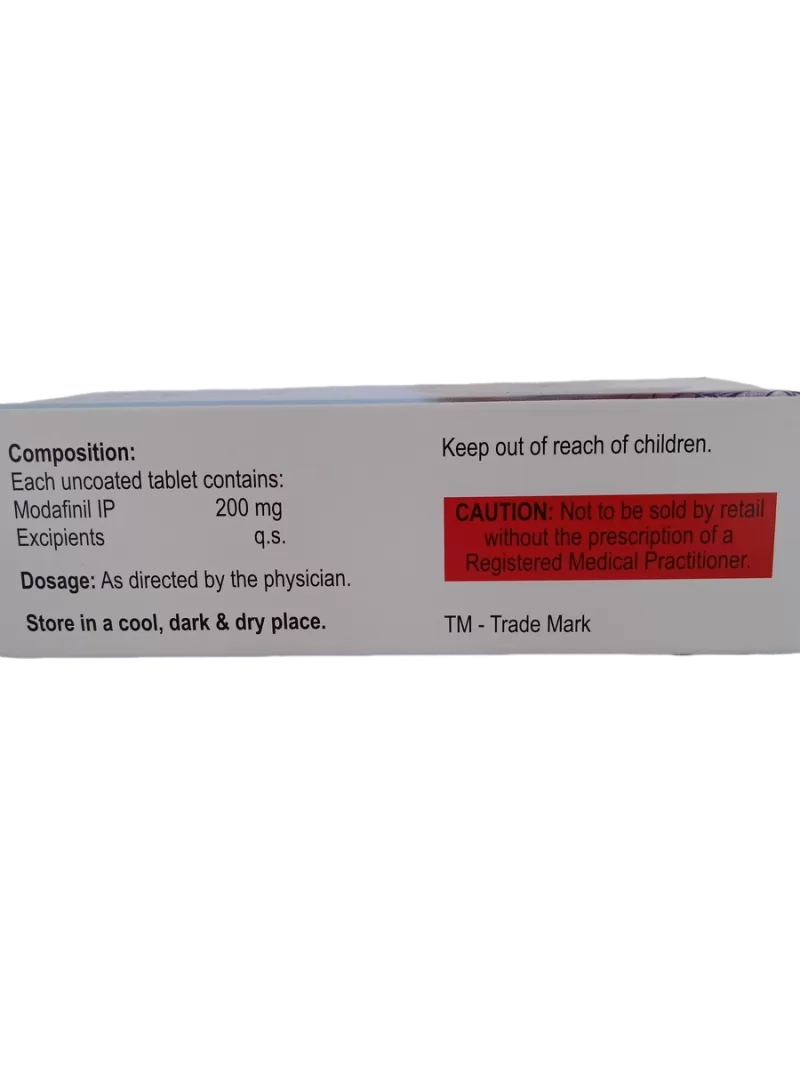 Composition:
Each uncoated tablet contains:
Modafinil IP 200 mg
Excipients q.s.
Dosage: As directed by the physician.
Store in a cool, dark & dry place.
Keep out of reach of children.
CAUTION: Not to be sold by retail
without the prescription of a
Registered Medical Practitioner.
TM - Trade Mark